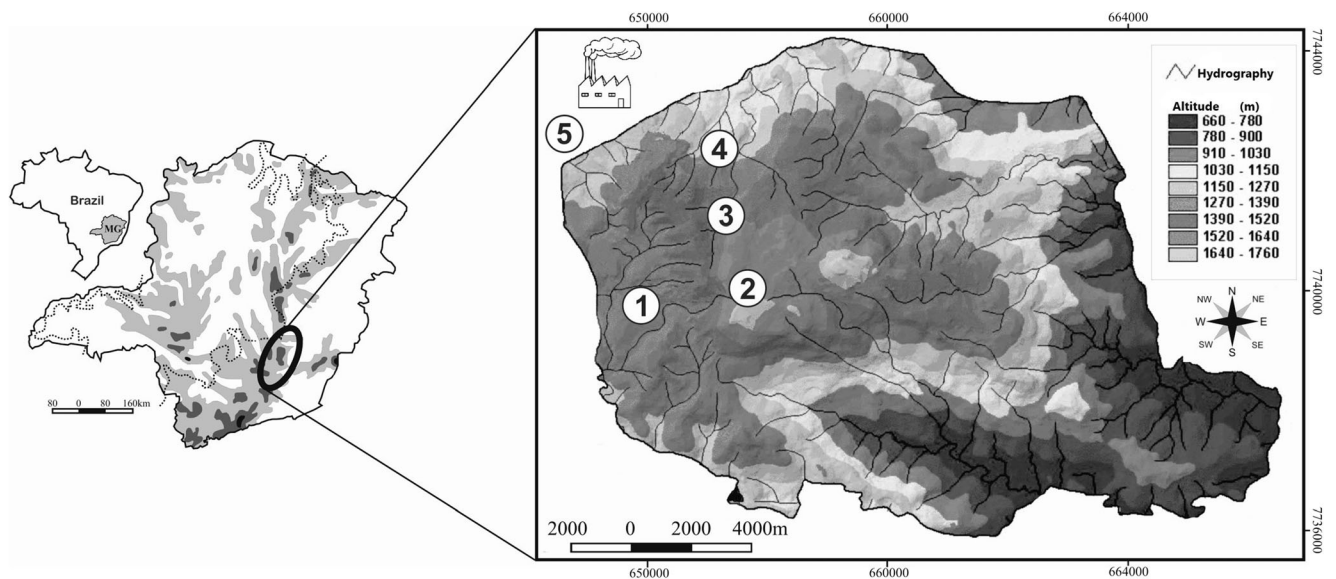 Brazil
MG
80 0 80 160km
650000 660000 664000
7744000
7740000
7736000
Hydrography
Altitude (m)
660 - 780
780 - 900
910 - 1030
1030 - 1150
1150 - 1270
1270 - 1390
1390 - 1520
1520 - 1640
1640 - 1760
N
NW NE
W E
SW SE
S
5
4
3
2
1
2000 0 2000 4000m
650000 660000 664000